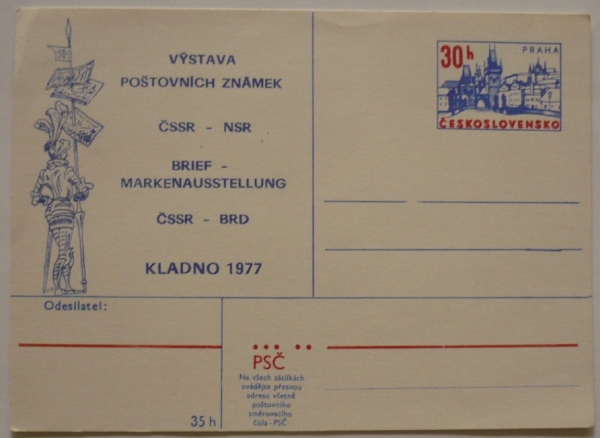 VÝSTAVA
POŠTOVNÍCH ZNÁMEK
ČSSR - NSR
BRIEF -
MARKENAUSSTELLUNG
ČSSR - BRD
KLADNO 1977
30h
PRAHA
ČESKOSLOVENSKO
Odesílatel:
35 h
PSČ
Na všech zásilkách
uvádějte přesnou
adresu včetně
poštovního
směrovacího
čísla - PSČ